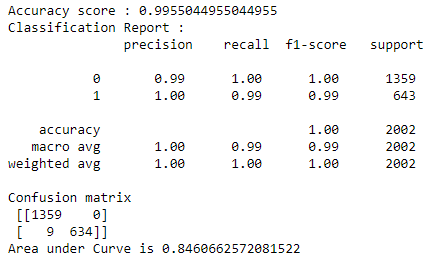 Accuracy score : 0.9955044955044955
Classification Report :
precision recall f1-score support
0 0.99 1.00 1.00 1359
1 1.00 0.99 0.99 643
accuracy 1.00 2002
macro avg 1.00 0.99 0.99 2002
weighted avg 1.00 1.00 1.00 2002
Confusion matrix
[[1359 0]
[ 9 634]]
Area under Curve is 0.8460662572081522